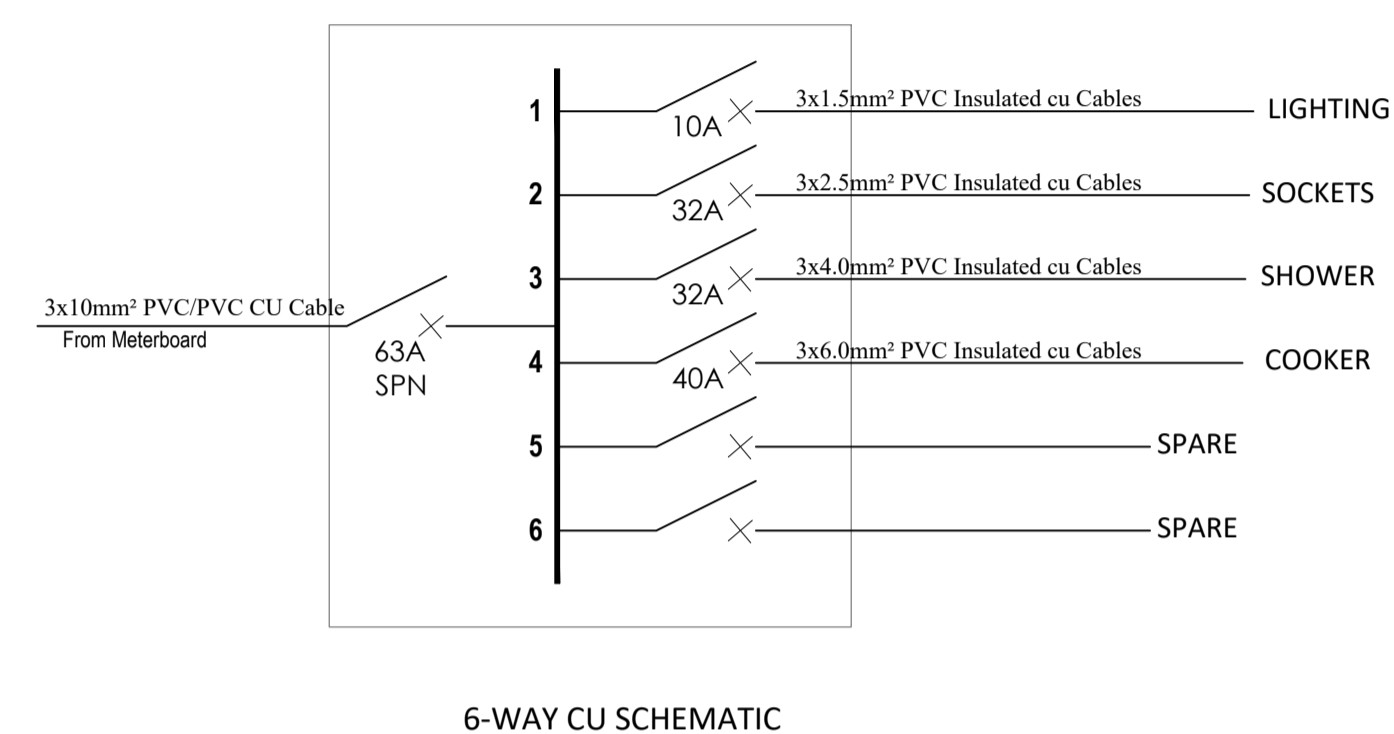 1
10A
3x1.5mm² PVC Insulated cu Cables
LIGHTING
2
32A
3x2.5mm² PVC Insulated cu Cables
SOCKETS
3
32A
3x4.0mm² PVC Insulated cu Cables
SHOWER
3x10mm² PVC/PVC CU Cable
From Meterboard
63A
SPN
4
40A
3x6.0mm² PVC Insulated cu Cables
COOKER
5
SPARE
6
SPARE
6-WAY CU SCHEMATIC